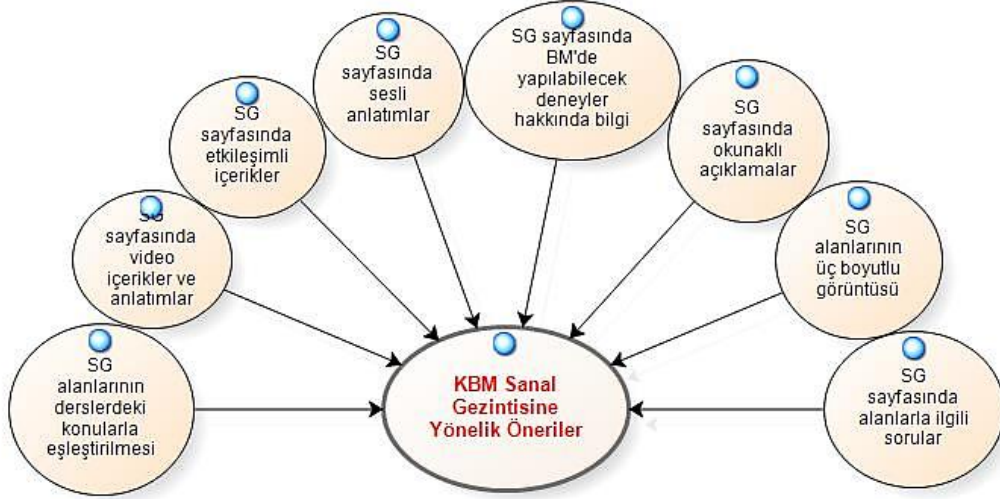 SG
alanlarının
derslerdeki
konularla
eşleştirilmesi
SG
sayfasında
video
içerikler ve
anlatımlar
SG
sayfasında
etkileşimli
içerikler
SG
sayfasında
sesli
anlatımlar
SG sayfasında
BM'de
yapılabilecek
deneyler
hakkında bilgi
SG
sayfasında
okunaklı
açıklamalar
SG
alanlarının
üç boyutlu
görüntüsü
SG
sayfasında
alanlarla ilgili
sorular
KBM Sanal
Gezintisine
Yönelik Öneriler